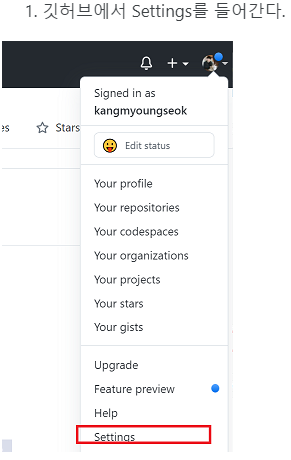 1. 깃허브에서 Settings를 들어간다.
Signed in as
kangmyoungseok
Stars
Edit status
Your profile
Your repositories
Your codespaces
Your organizations
Your projects
Your stars
Your gists
Upgrade
Feature preview
Help
Settings